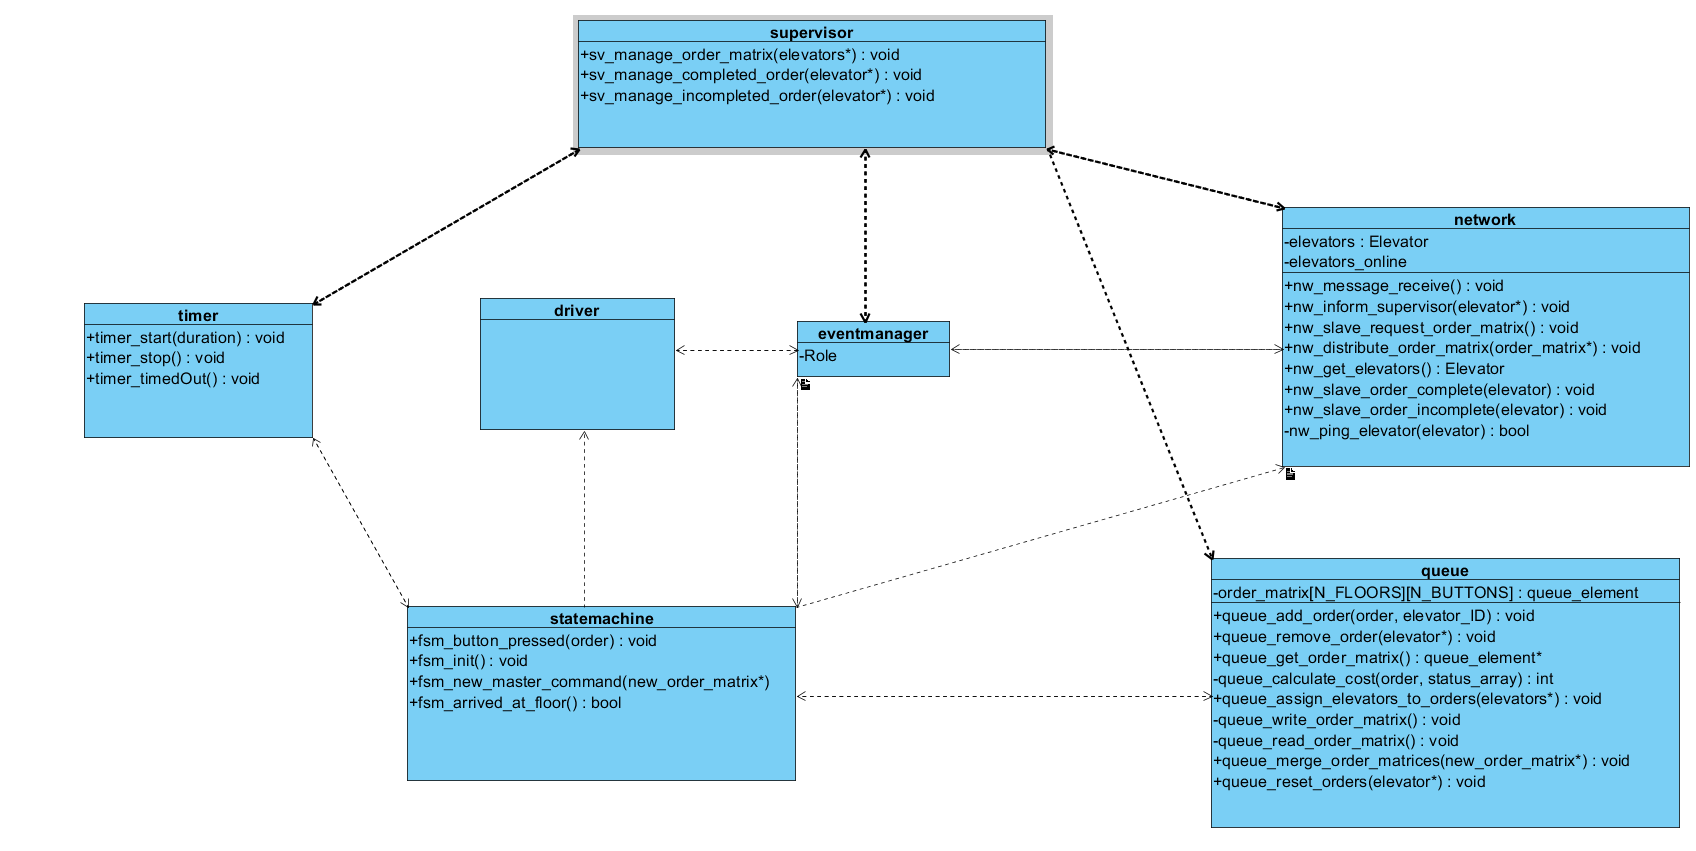 supervisor
+sv_manage_order_matrix(elevators*) : void
+sv_manage_completed_order(elevator*) : void
+sv_manage_incompleted_order(elevator*) : void
network
-elevators : Elevator
-elevators_online
+nw_message_receive() : void
+nw_inform_supervisor(elevator*) : void
+nw_slave_request_order_matrix() : void
+nw_distribute_order_matrix(order_matrix*) : void
+nw_get_elevators() : Elevator
+nw_slave_order_complete(elevator) : void
+nw_slave_order_incomplete(elevator) : void
-nw_ping_elevator(elevator) : bool
timer
+timer_start(duration) : void
+timer_stop() : void
+timer_timedOut() : void
driver
eventmanager
-Role
statemachine
+fsm_button_pressed(order) : void
+fsm_init() : void
+fsm_new_master_command(new_order_matrix*)
+fsm_arrived_at_floor() : bool
queue
-order_matrix[N_FLOORS][N_BUTTONS] : queue_element
+queue_add_order(order, elevator_ID) : void
+queue_remove_order(elevator*) : void
+queue_get_order_matrix() : queue_element*
-queue_calculate_cost(order, status_array) : int
+queue_assign_elevators_to_orders(elevators*) : void
-queue_write_order_matrix() : void
-queue_read_order_matrix() : void
+queue_merge_order_matrices(new_order_matrix*) : void
+queue_reset_orders(elevator*) : void